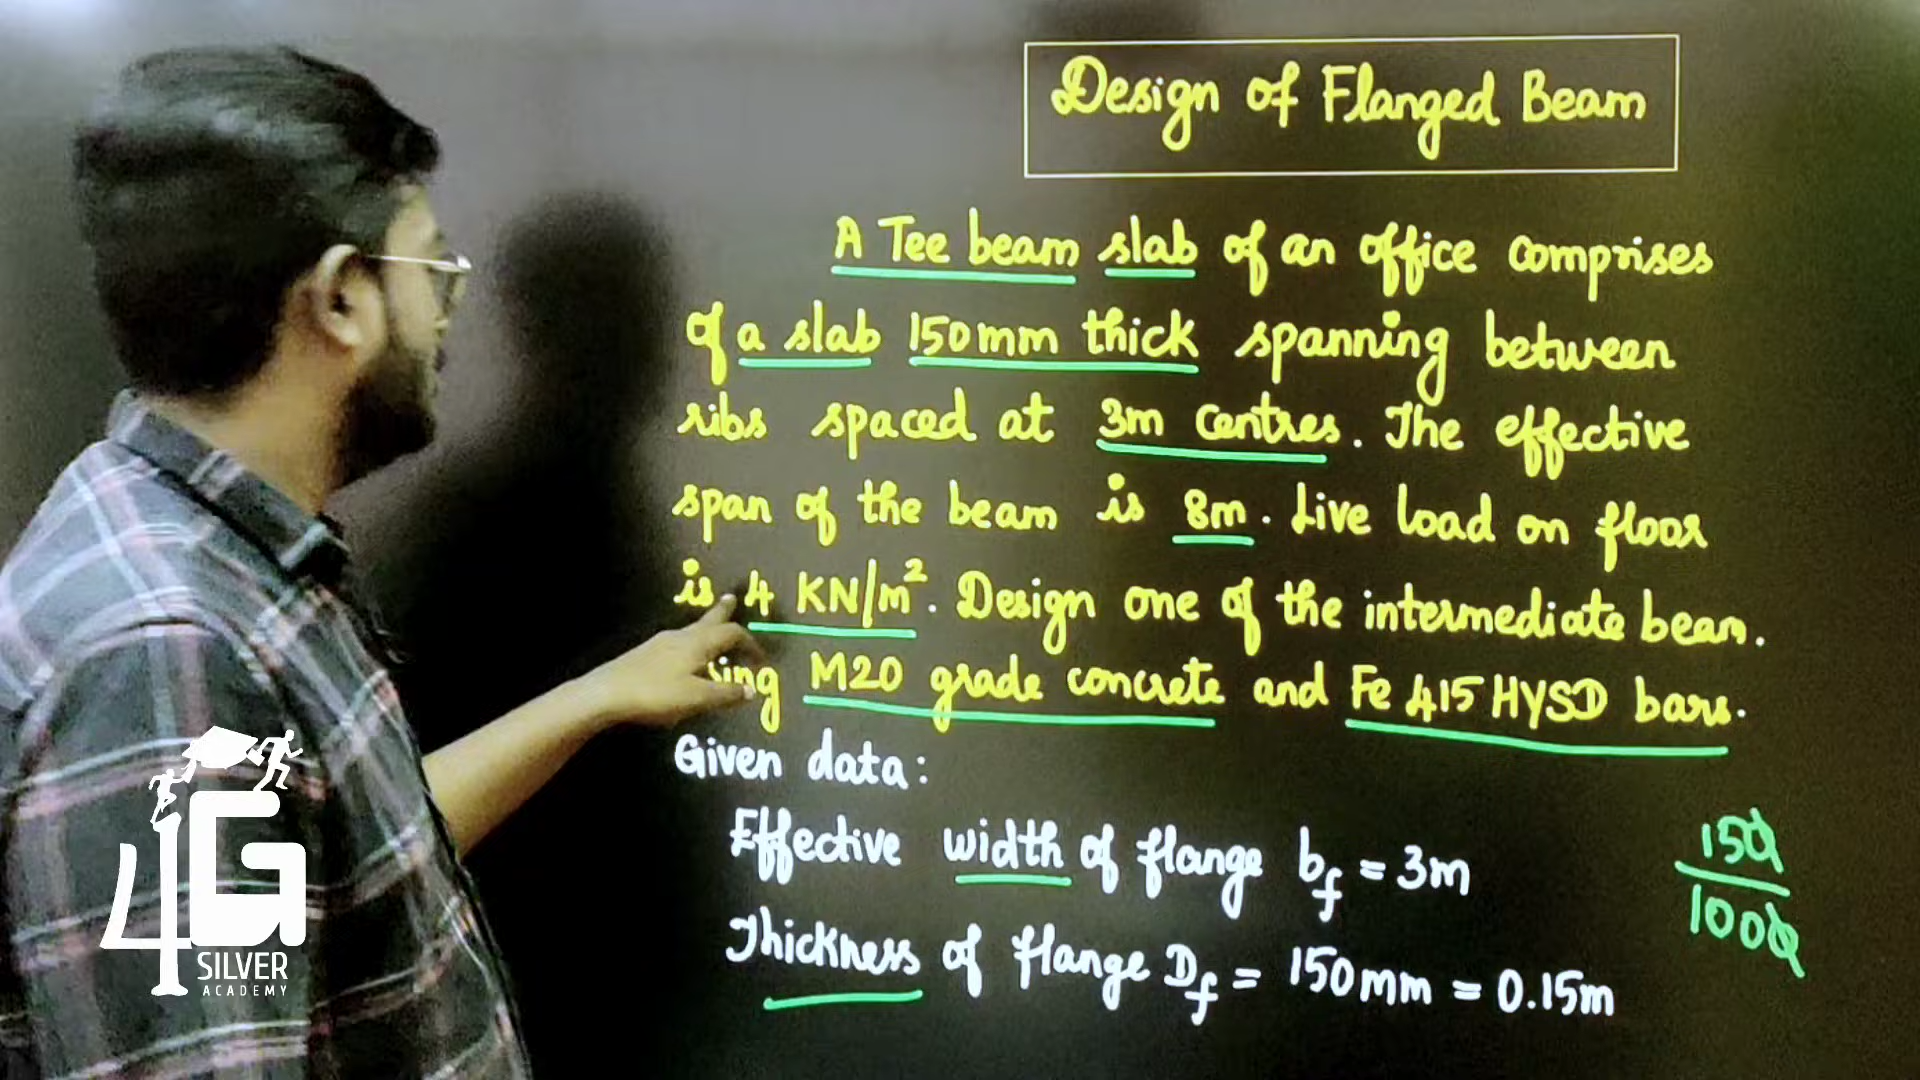 Design of Flanged Beam
A Tee beam slab of an office comprises
of a slab 150mm thick spanning between
ribs spaced at 3m centres. The effective
span of the beam is 8m. Live load on floor
is 4 KN/m². Design one of the intermediate beam.
M20 grade concrete and Fe 415 HYSD bars.
Given data:
Effective width of flange bf = 3m
Thickness of flange Df = 150mm = 0.15m
150
1000
4G
SILVER
ACADEMY